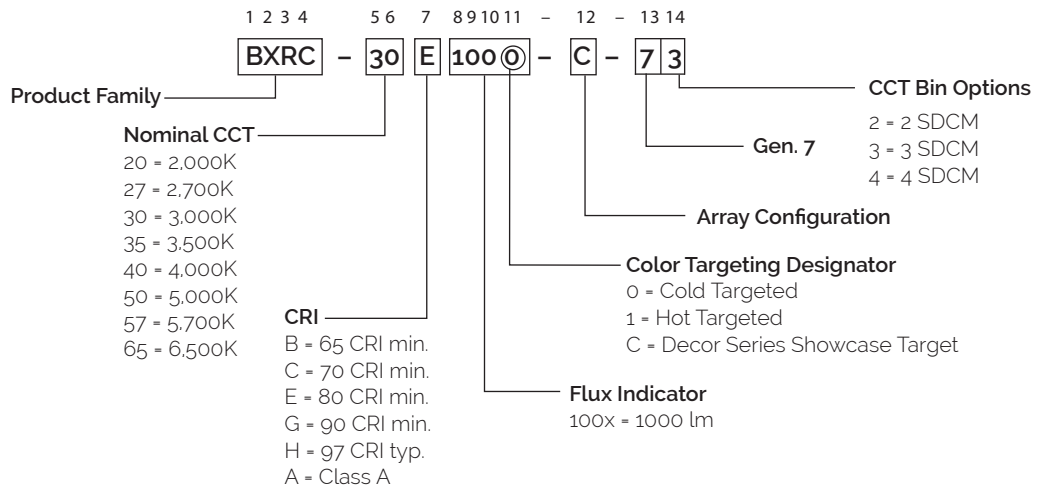 1 2 3 4 5 6 7 8 9 10 11 – 12 – 13 14
BXRC – 30 E 100 0 – C – 7 3
Product Family
Nominal CCT
20 = 2,000K
27 = 2,700K
30 = 3,000K
35 = 3,500K
40 = 4,000K
50 = 5,000K
57 = 5,700K
65 = 6,500K
CRI
B = 65 CRI min.
C = 70 CRI min.
E = 80 CRI min.
G = 90 CRI min.
H = 97 CRI typ.
A = Class A
Flux Indicator
100x = 1000 lm
Color Targeting Designator
0 = Cold Targeted
1 = Hot Targeted
C = Decor Series Showcase Target
Array Configuration
Gen. 7
CCT Bin Options
2 = 2 SDCM
3 = 3 SDCM
4 = 4 SDCM